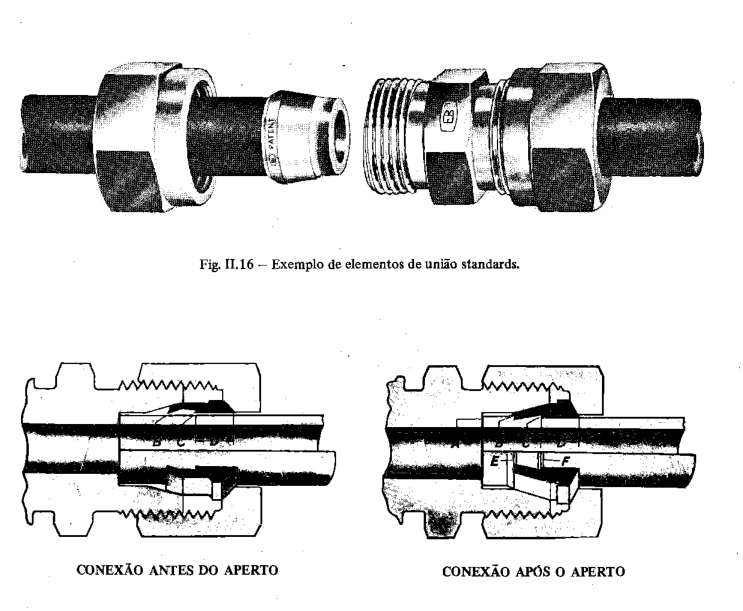 PATENT
B
Fig. II.16 — Exemplo de elementos de união standards.
B C D
A B C D
E F
CONEXÃO ANTES DO APERTO
CONEXÃO APÓS O APERTO